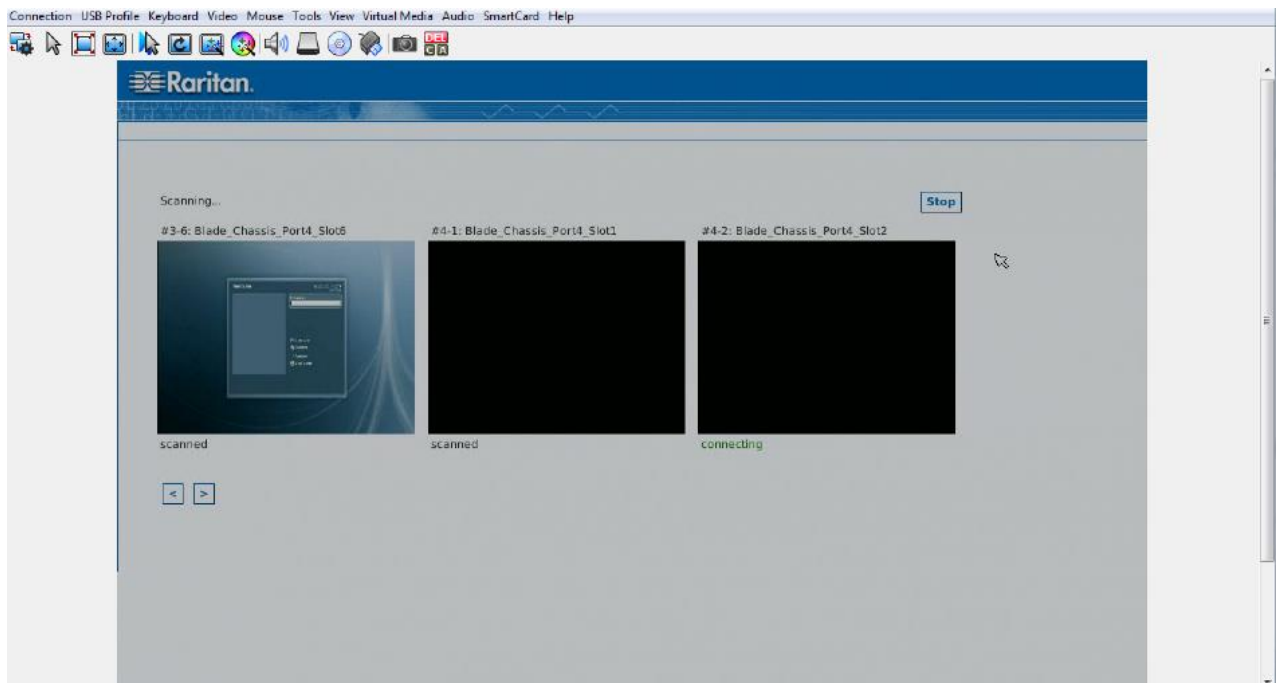 Connection USB Profile Keyboard Video Mouse Tools View Virtual Media Audio SmartCard Help
DEL
C A
Raritan.
Scanning...
Stop
#3-6: Blade_Chassis_Port4_Slot6
#4-1: Blade_Chassis_Port4_Slot1
#4-2: Blade_Chassis_Port4_Slot2
scanned
scanned
connecting
< >